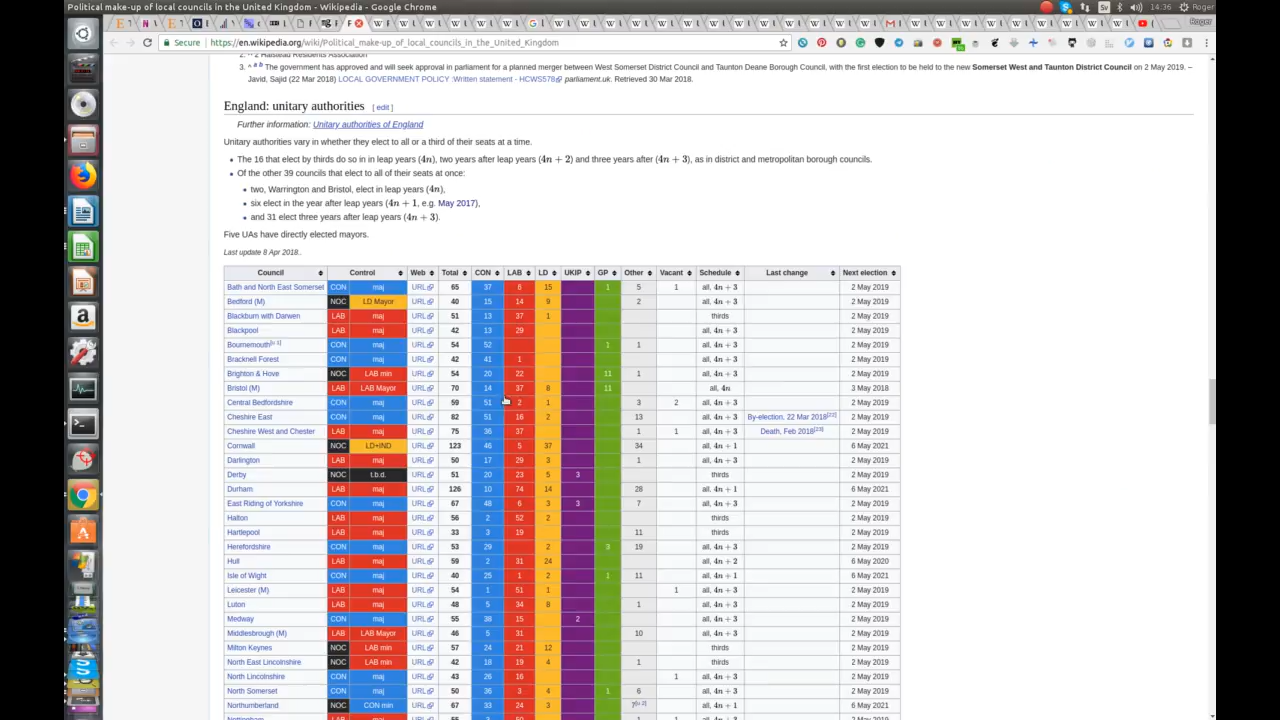 Political make-up of local councils in the United Kingdom - Wikipedia - Google Chrome
Sv
14:36
Roger
Roger
Secure
https://en.wikipedia.org/wiki/Political_make-up_of_local_councils_in_the_United_Kingdom
3. ^ a b The government has approved and will seek approval in parliament for a planned merger between West Somerset District Council and Taunton Deane Borough Council, with the first election to be held to the new Somerset West and Taunton District Council on 2 May 2019. –
Javid, Sajid (22 Mar 2018) LOCAL GOVERNMENT POLICY :Written statement - HCWS578 parliament.uk. Retrieved 30 Mar 2018.
England: unitary authorities [ edit ]
Further information: Unitary authorities of England
Unitary authorities vary in whether they elect to all or a third of their seats at a time.
The 16 that elect by thirds do so in in leap years (4n), two years after leap years (4n + 2) and three years after (4n + 3), as in district and metropolitan borough councils.
Of the other 39 councils that elect to all of their seats at once:
two, Warrington and Bristol, elect in leap years (4n),
six elect in the year after leap years (4n + 1, e.g. May 2017),
and 31 elect three years after leap years (4n + 3).
Five UAs have directly elected mayors.
Last update 8 Apr 2018..
Council Control Web Total CON LAB LD UKIP GP Other Vacant Schedule Last change Next election
Bath and North East Somerset CON maj URL 65 37 8 15 1 5 1 all, 4n + 3 2 May 2019
Bedford (M) NOC LD Mayor URL 40 15 14 9 2 all, 4n + 3 2 May 2019
Blackburn with Darwen LAB maj URL 51 13 37 1 thirds 2 May 2019
Blackpool LAB maj URL 42 13 29 all, 4n + 3 2 May 2019
Bournemouth CON maj URL 54 52 1 1 all, 4n + 3 2 May 2019
Bracknell Forest CON maj URL 42 41 1 all, 4n + 3 2 May 2019
Brighton & Hove NOC LAB min URL 54 20 22 11 1 all, 4n + 3 2 May 2019
Bristol (M) LAB LAB Mayor URL 70 14 37 8 11 all, 4n 3 May 2018
Central Bedfordshire CON maj URL 59 51 2 1 3 2 all, 4n + 3 2 May 2019
Cheshire East CON maj URL 82 51 16 2 13 all, 4n + 3 By-election, 22 Mar 2018[22] 2 May 2019
Cheshire West and Chester LAB maj URL 75 36 37 1 1 all, 4n + 3 Death, Feb 2018[23] 2 May 2019
Cornwall NOC LD+IND URL 123 46 5 37 34 all, 4n + 1 6 May 2021
Darlington LAB maj URL 50 17 29 3 1 all, 4n + 3 2 May 2019
Derby NOC t.b.d. URL 51 20 23 5 3 thirds 2 May 2019
Durham LAB maj URL 126 10 74 14 28 all, 4n + 1 6 May 2021
East Riding of Yorkshire CON maj URL 67 48 6 3 3 7 all, 4n + 3 2 May 2019
Halton LAB maj URL 56 2 52 2 thirds 2 May 2019
Hartlepool LAB maj URL 33 3 19 11 thirds 2 May 2019
Herefordshire CON maj URL 53 29 2 3 19 all, 4n + 3 2 May 2019
Hull LAB maj URL 59 2 31 24 all, 4n + 2 6 May 2020
Isle of Wight CON maj URL 40 25 1 2 1 11 all, 4n + 1 6 May 2021
Leicester (M) LAB maj URL 54 1 51 1 1 all, 4n + 3 2 May 2019
Luton LAB maj URL 48 5 34 8 all, 4n + 3 2 May 2019
Medway CON maj URL 55 38 15 2 all, 4n + 3 2 May 2019
Middlesbrough (M) LAB LAB Mayor URL 46 5 31 10 all, 4n + 3 2 May 2019
Milton Keynes NOC LAB min URL 57 24 21 12 thirds 2 May 2019
North East Lincolnshire NOC LAB min URL 42 18 19 4 1 thirds 2 May 2019
North Lincolnshire CON maj URL 43 26 16 1 all, 4n + 3 2 May 2019
North Somerset CON maj URL 50 36 3 4 1 6 all, 4n + 3 2 May 2019
Northumberland NOC CON min URL 67 33 24 3 7 all, 4n + 1 6 May 2021